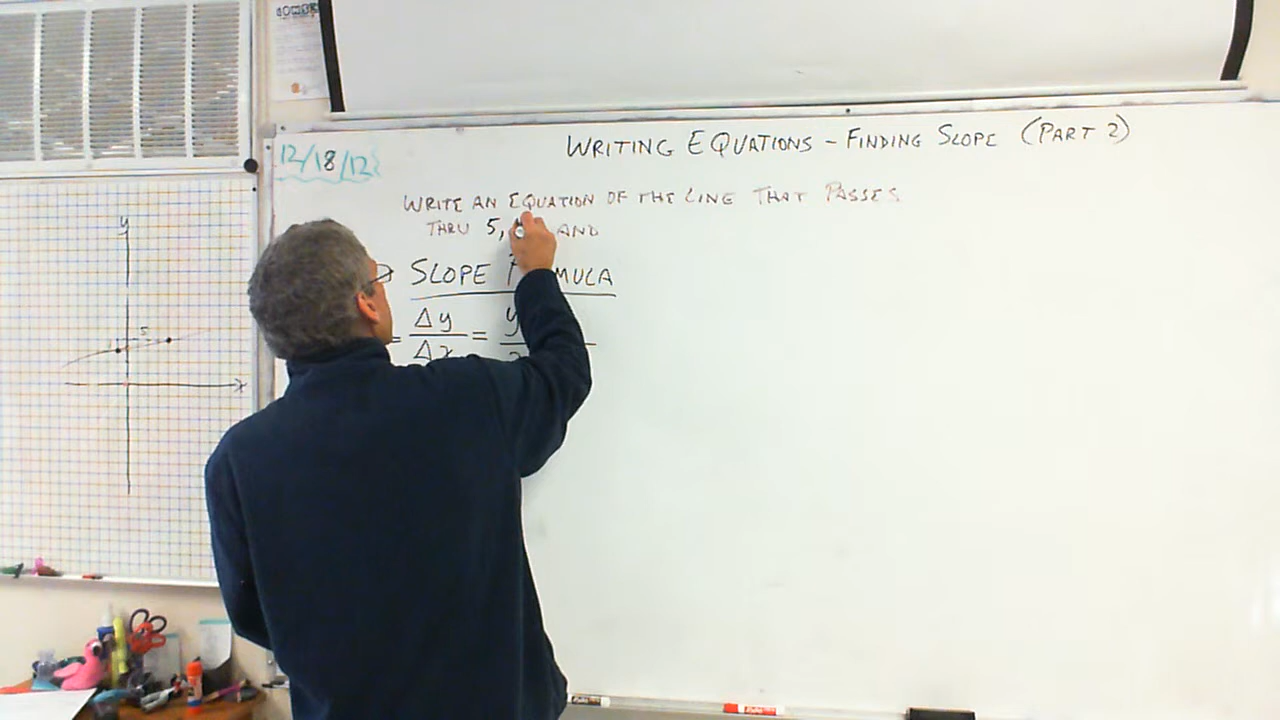 WRITING EQUATIONS - FINDING SLOPE (PART 2)
12/18/12
WRITE AN EQUATION OF THE LINE THAT PASSES
THRU 5, AND
SLOPE FORMULA
= Δy =
Δx
y
x
5